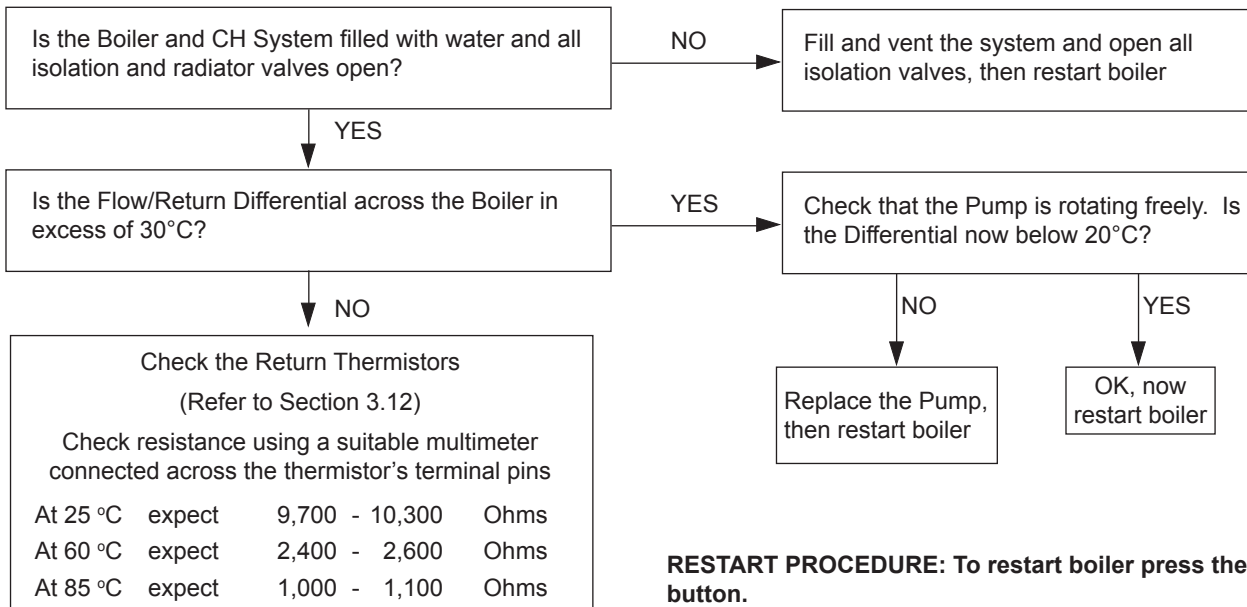 Is the Boiler and CH System filled with water and all
isolation and radiator valves open?
NO
Fill and vent the system and open all
isolation valves, then restart boiler
YES
Is the Flow/Return Differential across the Boiler in
excess of 30°C?
YES
Check that the Pump is rotating freely. Is
the Differential now below 20°C?
NO
NO
YES
Check the Return Thermistors
(Refer to Section 3.12)
Check resistance using a suitable multimeter
connected across the thermistor's terminal pins
At 25 °C expect 9,700 - 10,300 Ohms
At 60 °C expect 2,400 - 2,600 Ohms
At 85 °C expect 1,000 - 1,100 Ohms
Replace the Pump,
then restart boiler
OK, now
restart boiler
RESTART PROCEDURE: To restart boiler press the
button.